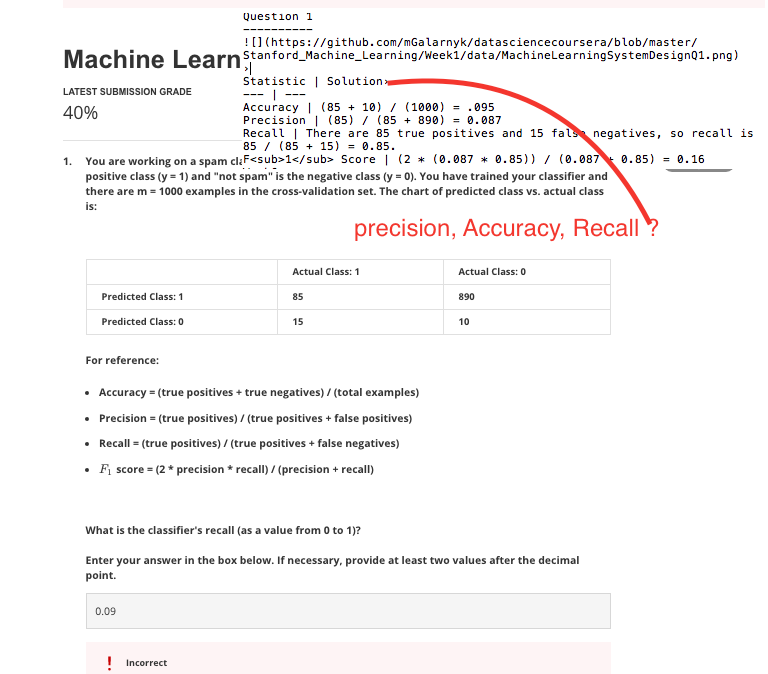 Question 1
----------
![](https://github.com/mGalarnyk/datasciencecoursera/blob/master/
Stanford_Machine_Learning/Week1/data/MachineLearningSystemDesignQ1.png)
›
Statistic | Solution›
--- | ---
Accuracy | (85 + 10) / (1000) = .095
Precision | (85) / (85 + 890) = 0.087
Recall | There are 85 true positives and 15 false negatives, so recall is
85 / (85 + 15) = 0.85.
F<sub>1</sub> Score | (2 * (0.087 * 0.85)) / (0.087 + 0.85) = 0.16
Machine Learn
LATEST SUBMISSION GRADE
40%
1. You are working on a spam cla
positive class (y = 1) and "not spam" is the negative class (y = 0). You have trained your classifier and
there are m = 1000 examples in the cross-validation set. The chart of predicted class vs. actual class
is:
precision, Accuracy, Recall ?
Actual Class: 1 Actual Class: 0
Predicted Class: 1 85 890
Predicted Class: 0 15 10
For reference:
• Accuracy = (true positives + true negatives) / (total examples)
• Precision = (true positives) / (true positives + false positives)
• Recall = (true positives) / (true positives + false negatives)
• F₁ score = (2 * precision * recall) / (precision + recall)
What is the classifier's recall (as a value from 0 to 1)?
Enter your answer in the box below. If necessary, provide at least two values after the decimal
point.
0.09
! Incorrect